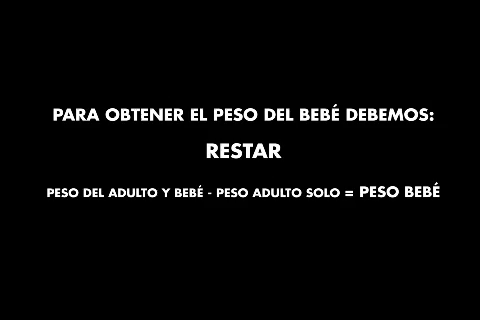 PARA OBTENER EL PESO DEL BEBÉ DEBEMOS:
RESTAR
PESO DEL ADULTO Y BEBÉ - PESO ADULTO SOLO = PESO BEBÉ